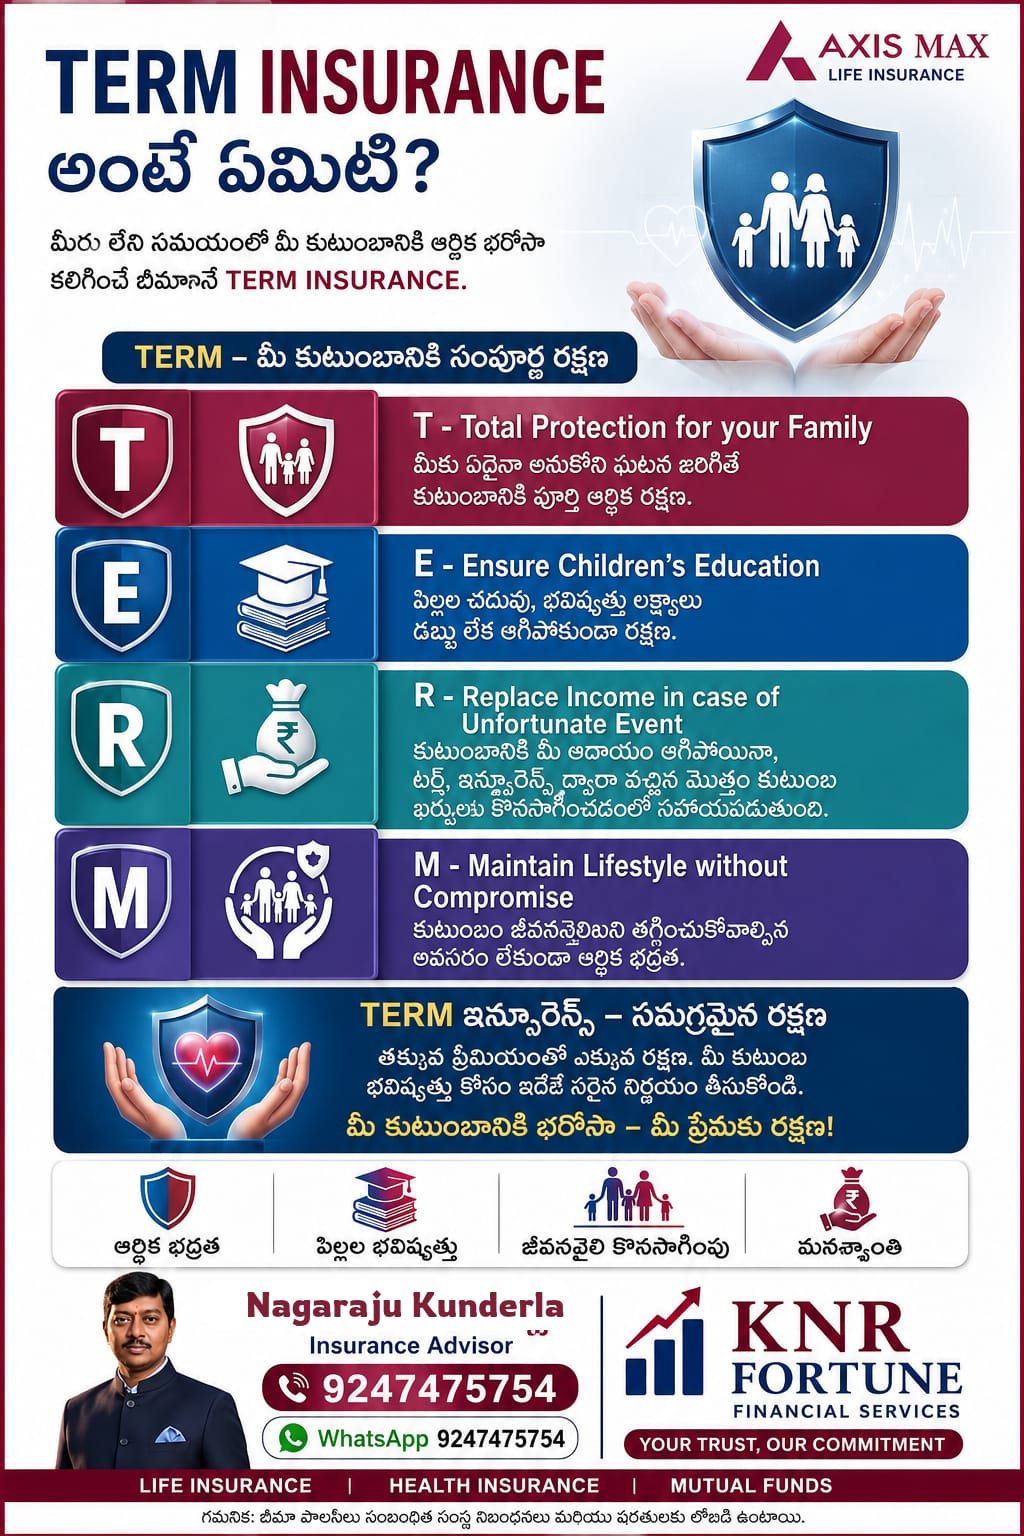 AXIS MAX
LIFE INSURANCE
TERM INSURANCE
అంటే ఏమిటి?
మీరు లేని సమయంలో మీ కుటుంబానికి ఆర్థిక భరోసా
కలిగించే TERM INSURANCE.
TERM – మీ కుటుంబానికి సంపూర్ణ రక్షణ
T
T - Total Protection for your Family
మీకు ఏదైనా అనుకోని ఘటన జరిగితే
కుటుంబానికి పూర్తి ఆర్థిక రక్షణ.
E
E - Ensure Children's Education
పిల్లల చదువు, భవిష్యత్తు లక్ష్యాలు
డబ్బు లేక ఆగిపోకుండా రక్షణ.
R
₹
R - Replace Income in case of
Unfortunate Event
కుటుంబానికి మీ ఆదాయం ఆగిపోయినా,
ద్వారా వచ్చిన మొత్తం కుటుంబ
కొనసాగించడంలో సహాయపడుతుంది.
M
M - Maintain Lifestyle without
Compromise
కుటుంబం తగ్గించుకోవాల్సిన
అవసరం లేకుండా ఆర్థిక భద్రత.
TERM ఇన్సూరెన్స్ – సమగ్రమైన రక్షణ
తక్కువ ప్రీమియంతో ఎక్కువ రక్షణ. మీ కుటుంబ
భవిష్యత్తు కోసం ఇదేజే సరైన నిర్ణయం తీసుకోండి.
మీ కుటుంబానికి భరోసా – మీ ప్రేమకు రక్షణ!
₹
ఆర్థిక భద్రత
పిల్లల భవిష్యత్తు
జీవనవైలి కొనసాగింపు
మనశ్శాంతి
Nagaraju Kunderla
Insurance Advisor
9247475754
WhatsApp 9247475754
KNR
FORTUNE
FINANCIAL SERVICES
YOUR TRUST, OUR COMMITMENT
LIFE INSURANCE | HEALTH INSURANCE | MUTUAL FUNDS
గమనిక: బీమా పాలసీలు సంబంధిత సంస్థ నిబంధనలు మరియు షరతులకు లోబడి ఉంటాయి.